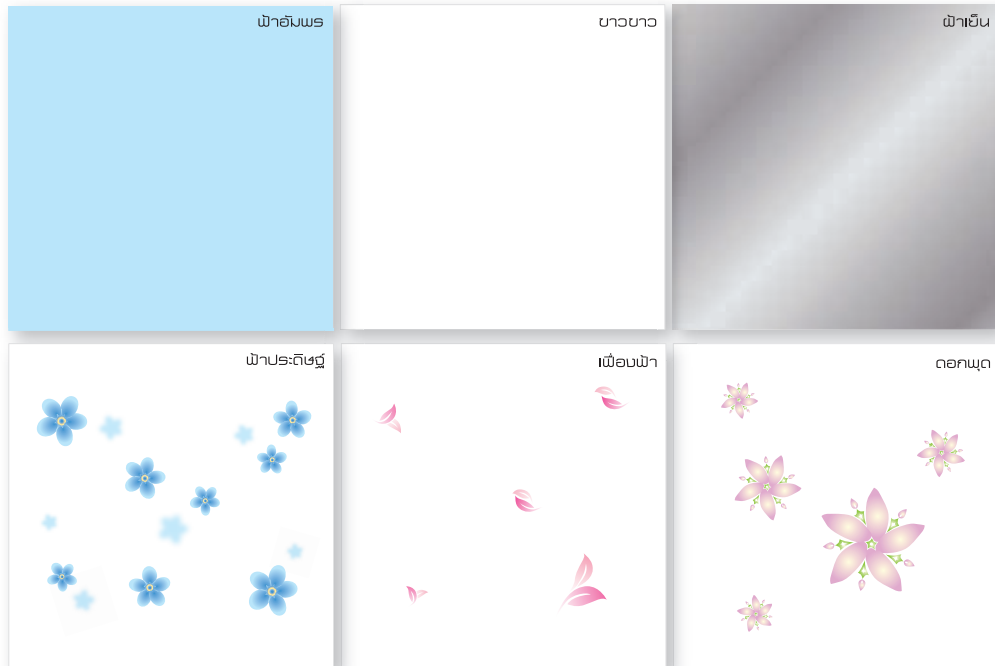 ฟ้าอัมพร
ขาวขาว
ฝ้าเย็น
ฟ้าประดิษฐ์
เฟื่องฟ้า
ดอกพุด